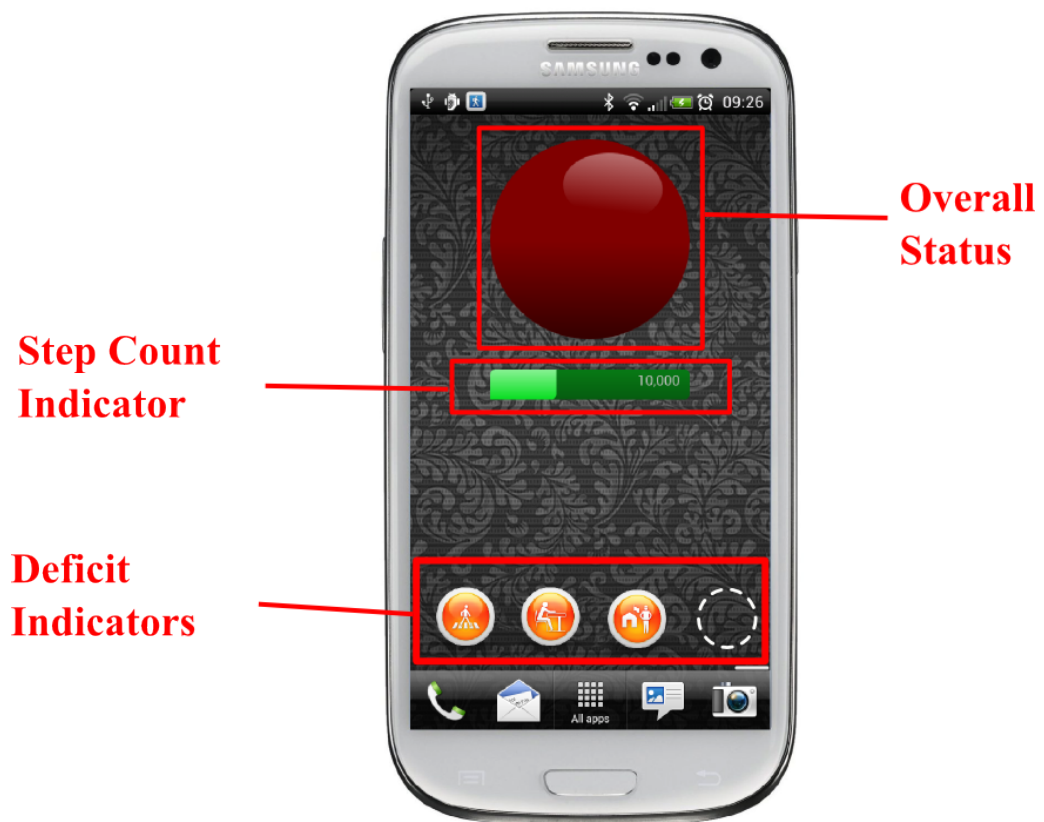 SAMSUNG
09:26
Overall
Status
Step Count
Indicator
10,000
Deficit
Indicators
All apps